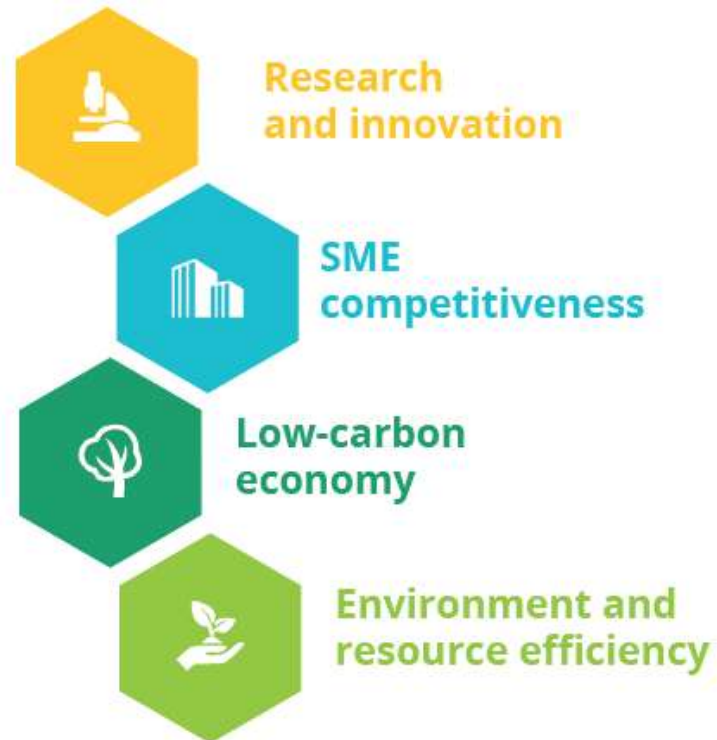 Research
and innovation
SME
competitiveness
Low-carbon
economy
Environment and
resource efficiency